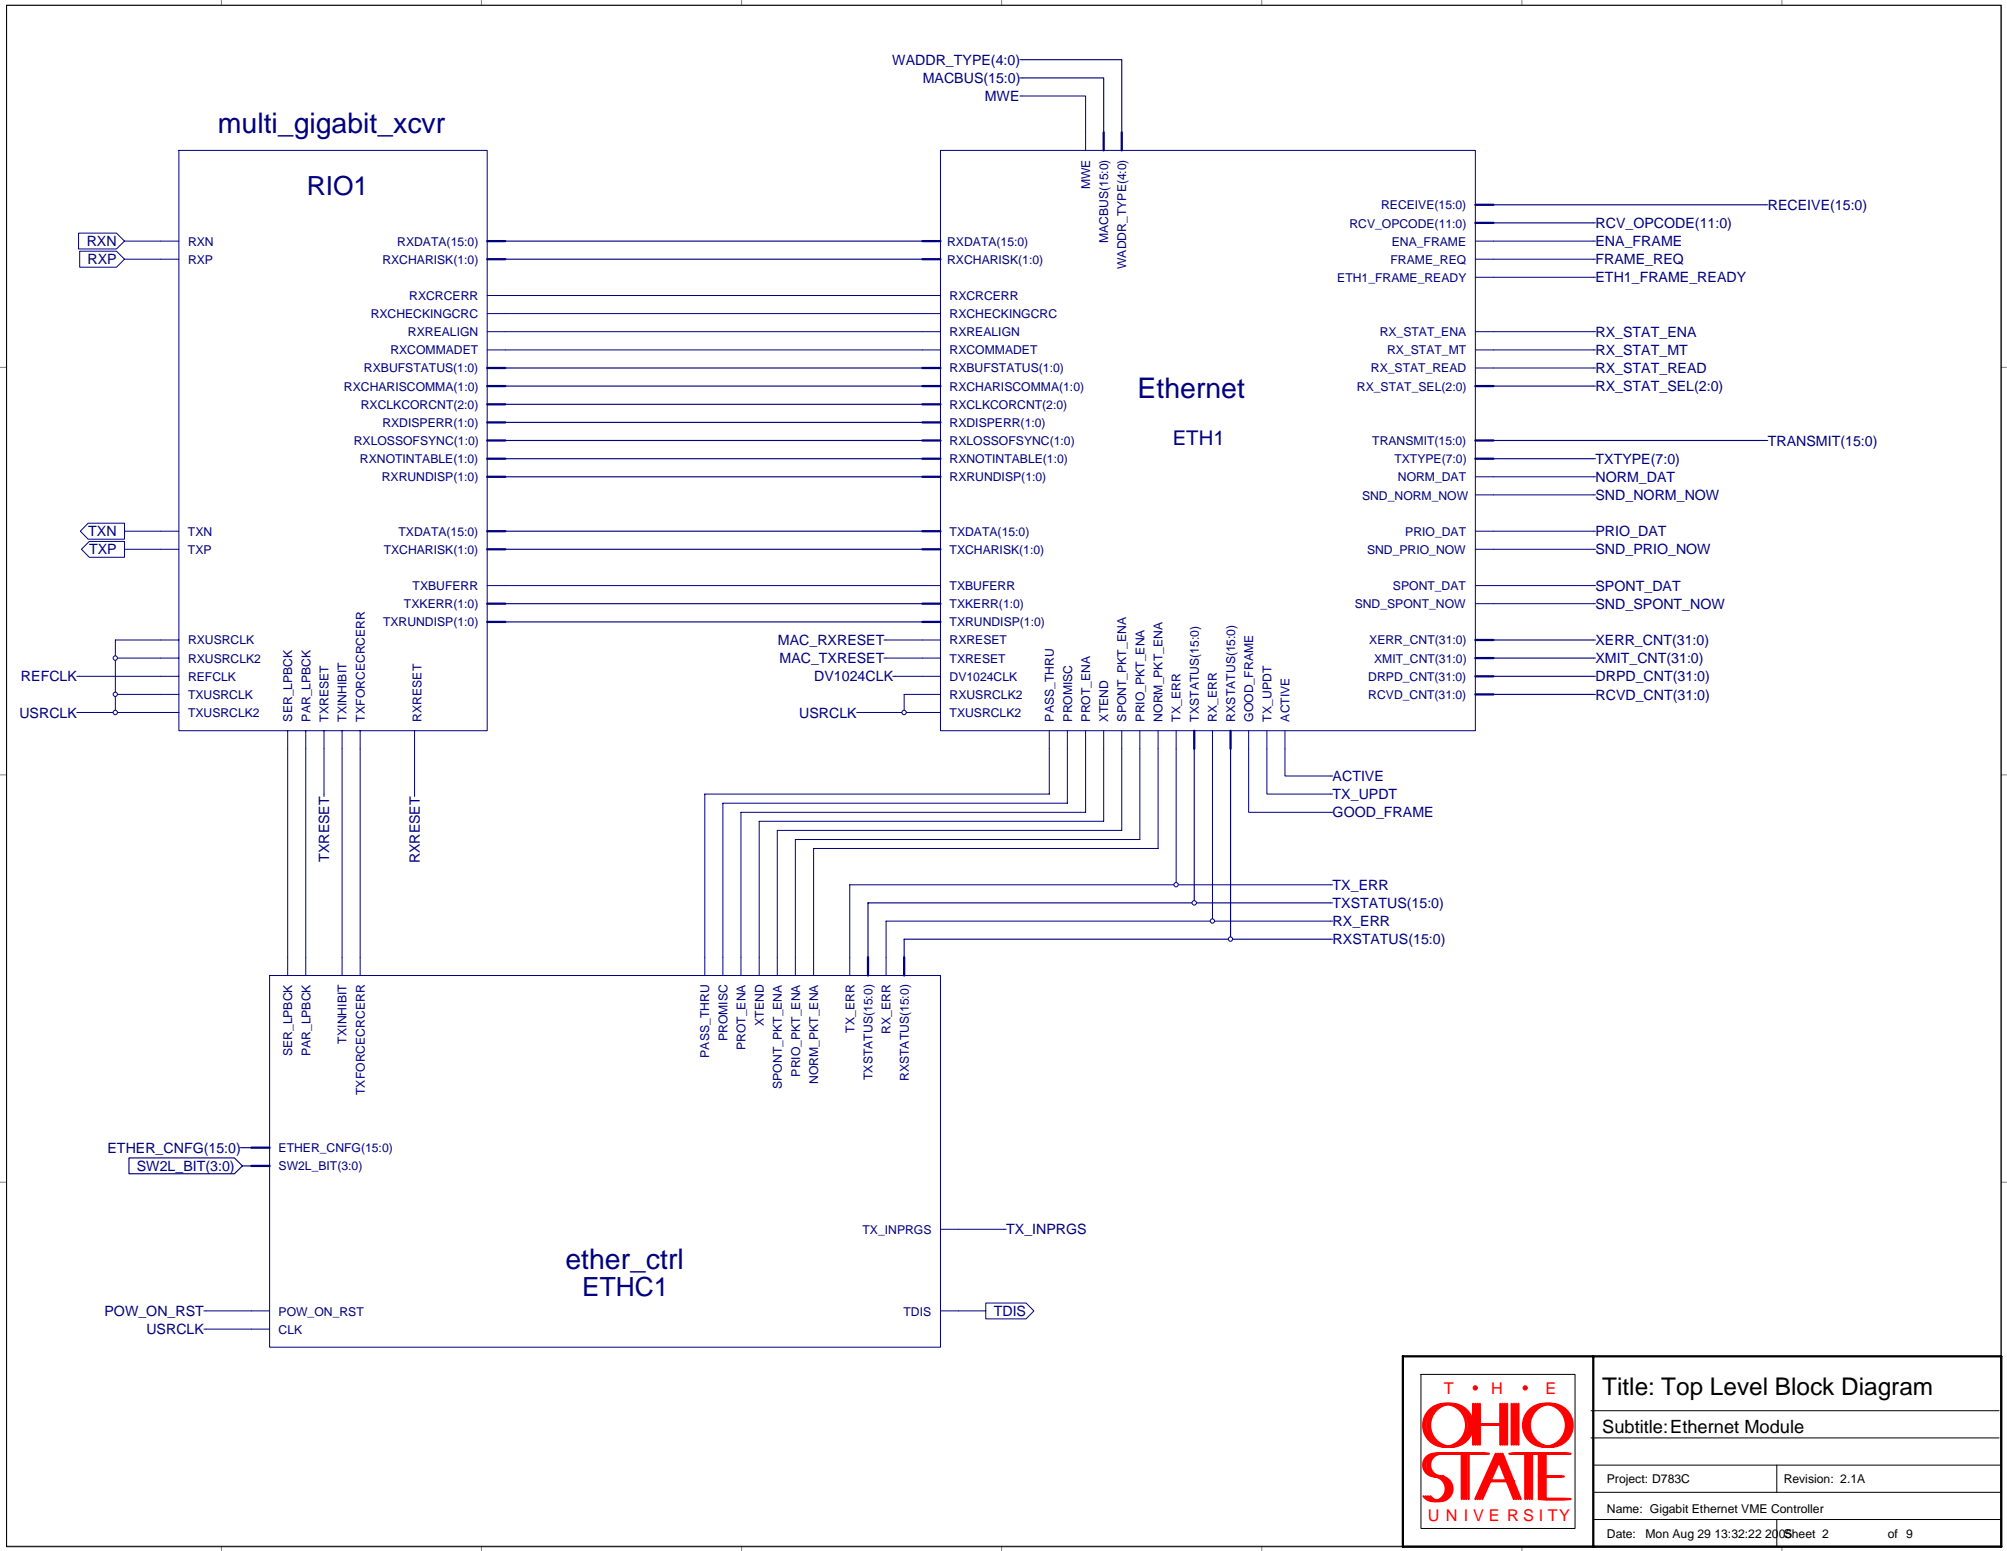 WADDR_TYPE(4:0)
MACBUS(15:0)
MWE
multi_gigabit_xcvr
RIO1
RXN
RXP
TXN
TXP
REFCLK
USRCLK
RXN
RXP
TXN
TXP
RXUSRCLK
RXUSRCLK2
REFCLK
TXUSRCLK
TXUSRCLK2
RXDATA(15:0)
RXCHARISK(1:0)
RXCRCERR
RXCHECKINGCRC
RXREALIGN
RXCOMMADET
RXBUFSTATUS(1:0)
RXCHARISCOMMA(1:0)
RXCLKCORCNT(2:0)
RXDISPERR(1:0)
RXLOSSOFSYNC(1:0)
RXNOTINTABLE(1:0)
RXRUNDISP(1:0)
TXDATA(15:0)
TXCHARISK(1:0)
TXBUFERR
TXKERR(1:0)
TXRUNDISP(1:0)
SER_LPBCK
PAR_LPBCK
TXRESET
TXINHIBIT
TXFORCECRCERR
RXRESET
TXRESET
RXRESET
MWE
MACBUS(15:0)
WADDR_TYPE(4:0)
Ethernet
ETH1
RXDATA(15:0)
RXCHARISK(1:0)
RXCRCERR
RXCHECKINGCRC
RXREALIGN
RXCOMMADET
RXBUFSTATUS(1:0)
RXCHARISCOMMA(1:0)
RXCLKCORCNT(2:0)
RXDISPERR(1:0)
RXLOSSOFSYNC(1:0)
RXNOTINTABLE(1:0)
RXRUNDISP(1:0)
TXDATA(15:0)
TXCHARISK(1:0)
TXBUFERR
TXKERR(1:0)
TXRUNDISP(1:0)
RXRESET
TXRESET
DV1024CLK
RXUSRCLK2
TXUSRCLK2
MAC_RXRESET
MAC_TXRESET
DV1024CLK
USRCLK
PASS_THRU
PROMISC
PROT_ENA
XTEND
SPONT_PKT_ENA
PRIO_PKT_ENA
NORM_PKT_ENA
TX_ERR
TXSTATUS(15:0)
RX_ERR
RXSTATUS(15:0)
GOOD_FRAME
TX_UPDT
ACTIVE
RECEIVE(15:0)
RCV_OPCODE(11:0)
ENA_FRAME
FRAME_REQ
ETH1_FRAME_READY
RX_STAT_ENA
RX_STAT_MT
RX_STAT_READ
RX_STAT_SEL(2:0)
TRANSMIT(15:0)
TXTYPE(7:0)
NORM_DAT
SND_NORM_NOW
PRIO_DAT
SND_PRIO_NOW
SPONT_DAT
SND_SPONT_NOW
XERR_CNT(31:0)
XMIT_CNT(31:0)
DRPD_CNT(31:0)
RCVD_CNT(31:0)
RECEIVE(15:0)
RCV_OPCODE(11:0)
ENA_FRAME
FRAME_REQ
ETH1_FRAME_READY
RX_STAT_ENA
RX_STAT_MT
RX_STAT_READ
RX_STAT_SEL(2:0)
TRANSMIT(15:0)
TXTYPE(7:0)
NORM_DAT
SND_NORM_NOW
PRIO_DAT
SND_PRIO_NOW
SPONT_DAT
SND_SPONT_NOW
XERR_CNT(31:0)
XMIT_CNT(31:0)
DRPD_CNT(31:0)
RCVD_CNT(31:0)
ACTIVE
TX_UPDT
GOOD_FRAME
TX_ERR
TXSTATUS(15:0)
RX_ERR
RXSTATUS(15:0)
SER_LPBCK
PAR_LPBCK
TXINHIBIT
TXFORCECRCERR
PASS_THRU
PROMISC
PROT_ENA
XTEND
SPONT_PKT_ENA
PRIO_PKT_ENA
NORM_PKT_ENA
TX_ERR
TXSTATUS(15:0)
RX_ERR
RXSTATUS(15:0)
ETHER_CNFG(15:0)
SW2L_BIT(3:0)
ETHER_CNFG(15:0)
SW2L_BIT(3:0)
TX_INPRGS
TX_INPRGS
ether_ctrl
ETHC1
POW_ON_RST
USRCLK
POW_ON_RST
CLK
TDIS
TDIS
T • H • E
OHIO
STATE
UNIVERSITY
Title: Top Level Block Diagram
Subtitle: Ethernet Module
Project: D783C
Revision: 2.1A
Name: Gigabit Ethernet VME Controller
Date: Mon Aug 29 13:32:22 2005
Sheet 2 of 9